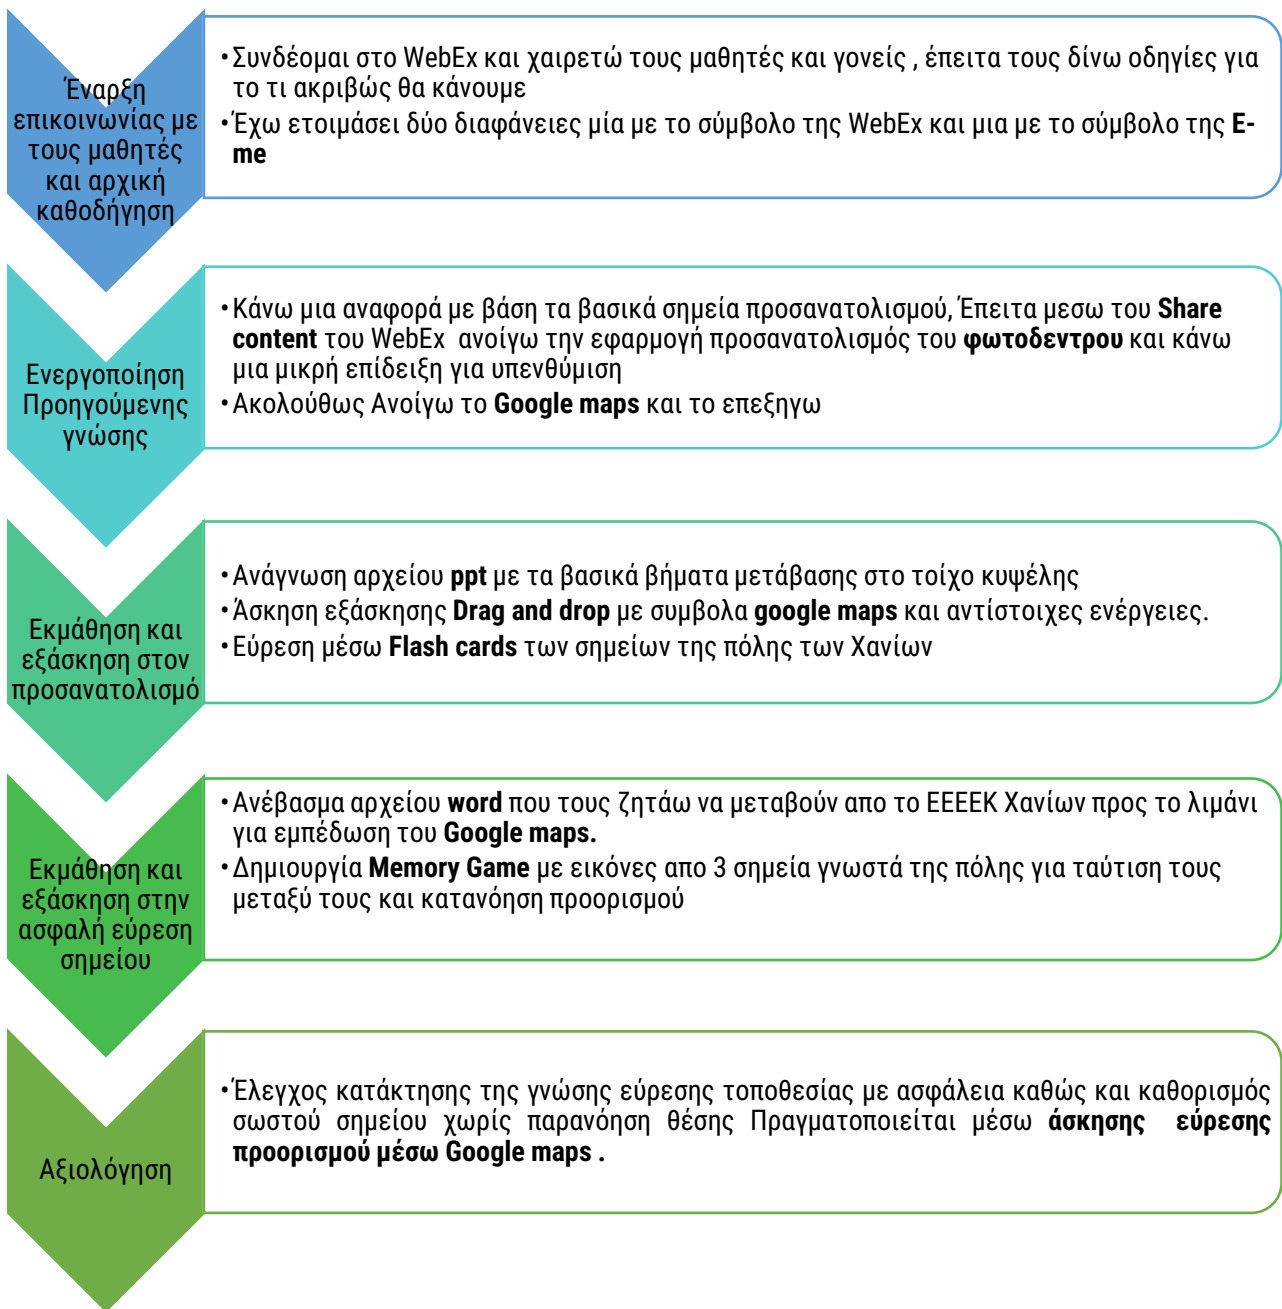 Έναρξη
επικοινωνίας με
τους μαθητές
και αρχική
καθοδήγηση
•Συνδέομαι στο WebEx και χαιρετώ τους μαθητές και γονείς , έπειτα τους δίνω οδηγίες για
το τι ακριβώς θα κάνουμε
•Έχω ετοιμάσει δύο διαφάνειες μία με το σύμβολο της WebEx και μια με το σύμβολο της E-
me
Ενεργοποίηση
Προηγούμενης
γνώσης
•Κάνω μια αναφορά με βάση τα βασικά σημεία προσανατολισμού, Έπειτα μεσω του Share
content του WebEx ανοίγω την εφαρμογή προσανατολισμός του φωτοδεντρου και κάνω
μια μικρή επίδειξη για υπενθύμιση
•Ακολούθως Ανοίγω το Google maps και το επεξηγω
Εκμάθηση και
εξάσκηση στον
προσανατολισμό
•Ανάγνωση αρχείου ppt με τα βασικά βήματα μετάβασης στο τοίχο κυψέλης
•Άσκηση εξάσκησης Drag and drop με συμβολα google maps και αντίστοιχες ενέργειες.
•Εύρεση μέσω Flash cards των σημείων της πόλης των Χανίων
Εκμάθηση και
εξάσκηση στην
ασφαλή εύρεση
σημείου
•Ανέβασμα αρχείου word που τους ζητάω να μεταβούν απο το ΕΕΕΕΚ Χανίων προς το λιμάνι
για εμπέδωση του Google maps.
•Δημιουργία Memory Game με εικόνες απο 3 σημεία γνωστά της πόλης για ταύτιση τους
μεταξύ τους και κατανόηση προορισμού
Αξιολόγηση
•Έλεγχος κατάκτησης της γνώσης εύρεσης τοποθεσίας με ασφάλεια καθώς και καθορισμός
σωστού σημείου χωρίς παρανόηση θέσης Πραγματοποιείται μέσω άσκησης εύρεσης
προορισμού μέσω Google maps .